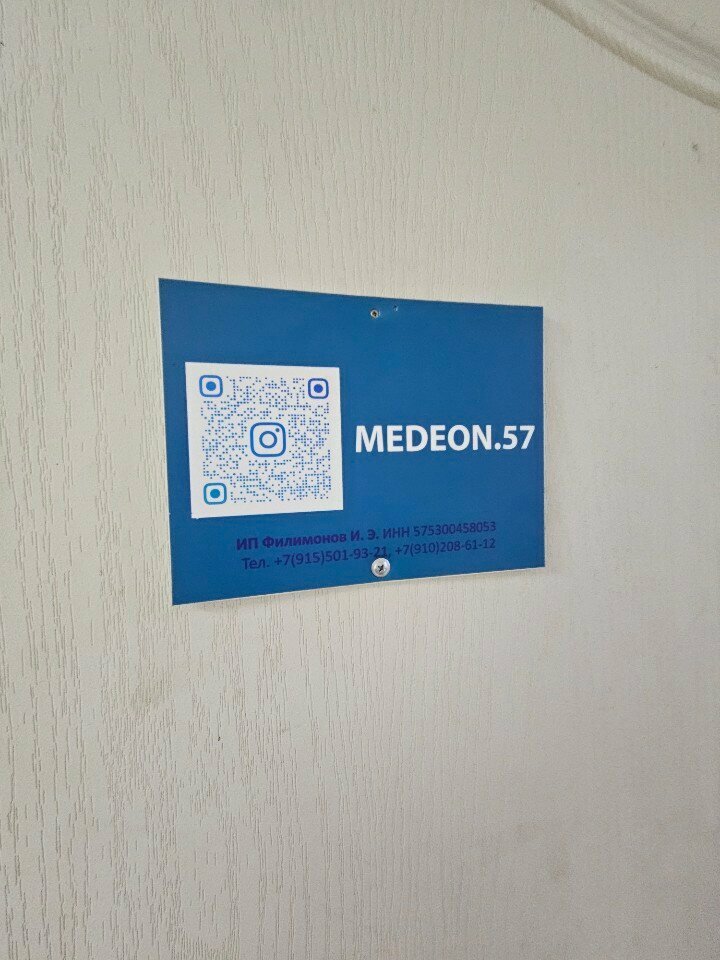 MEDEON.57
ИП Филимонов И. Э. ИНН 575300458053
Тел. +7(915)501-93-21, +7(910)208-61-12